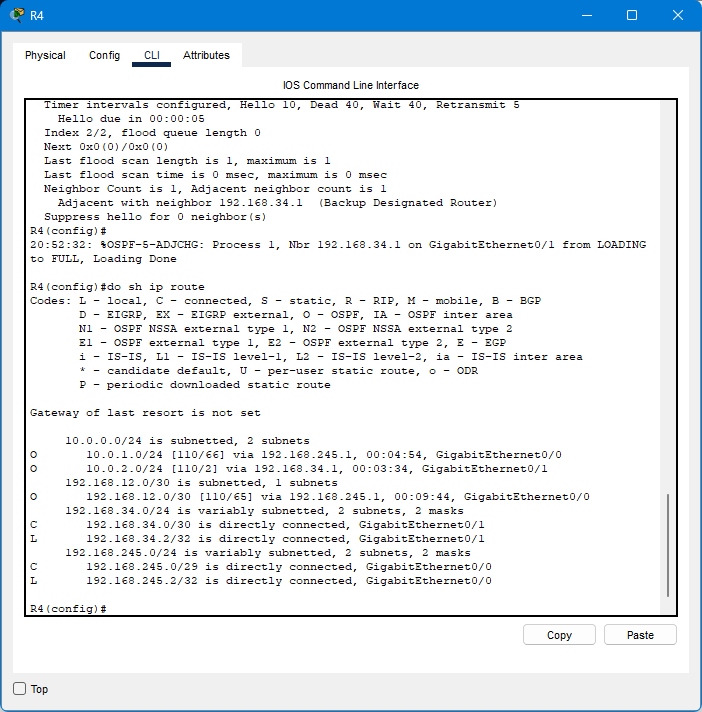 R4
Physical Config CLI Attributes
IOS Command Line Interface
Timer intervals configured, Hello 10, Dead 40, Wait 40, Retransmit 5
Hello due in 00:00:05
Index 2/2, flood queue length 0
Next 0x0(0)/0x0(0)
Last flood scan length is 1, maximum is 1
Last flood scan time is 0 msec, maximum is 0 msec
Neighbor Count is 1, Adjacent neighbor count is 1
Adjacent with neighbor 192.168.34.1 (Backup Designated Router)
Suppress hello for 0 neighbor(s)
R4(config)#
20:52:32: %OSPF-5-ADJCHG: Process 1, Nbr 192.168.34.1 on GigabitEthernet0/1 from LOADING
to FULL, Loading Done
R4(config)#do sh ip route
Codes: L - local, C - connected, S - static, R - RIP, M - mobile, B - BGP
D - EIGRP, EX - EIGRP external, O - OSPF, IA - OSPF inter area
N1 - OSPF NSSA external type 1, N2 - OSPF NSSA external type 2
E1 - OSPF external type 1, E2 - OSPF external type 2, E - EGP
i - IS-IS, L1 - IS-IS level-1, L2 - IS-IS level-2, ia - IS-IS inter area
* - candidate default, U - per-user static route, o - ODR
P - periodic downloaded static route
Gateway of last resort is not set
10.0.0.0/24 is subnetted, 2 subnets
O 10.0.1.0/24 [110/66] via 192.168.245.1, 00:04:54, GigabitEthernet0/0
O 10.0.2.0/24 [110/2] via 192.168.34.1, 00:03:34, GigabitEthernet0/1
192.168.12.0/30 is subnetted, 1 subnets
O 192.168.12.0/30 [110/65] via 192.168.245.1, 00:09:44, GigabitEthernet0/0
192.168.34.0/24 is variably subnetted, 2 subnets, 2 masks
C 192.168.34.0/30 is directly connected, GigabitEthernet0/1
L 192.168.34.2/32 is directly connected, GigabitEthernet0/1
192.168.245.0/24 is variably subnetted, 2 subnets, 2 masks
C 192.168.245.0/29 is directly connected, GigabitEthernet0/0
L 192.168.245.2/32 is directly connected, GigabitEthernet0/0
R4(config)#
Copy Paste
Top